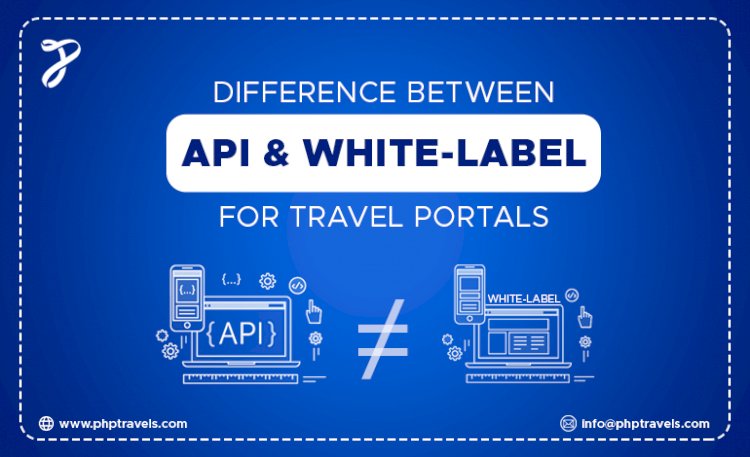 DIFFERENCE BETWEEN
API & WHITE-LABEL
FOR TRAVEL PORTALS
{...}
{...}
</>
{API}
≠
WHITE-LABEL
</>
www.phptravels.com
info@phptravels.com